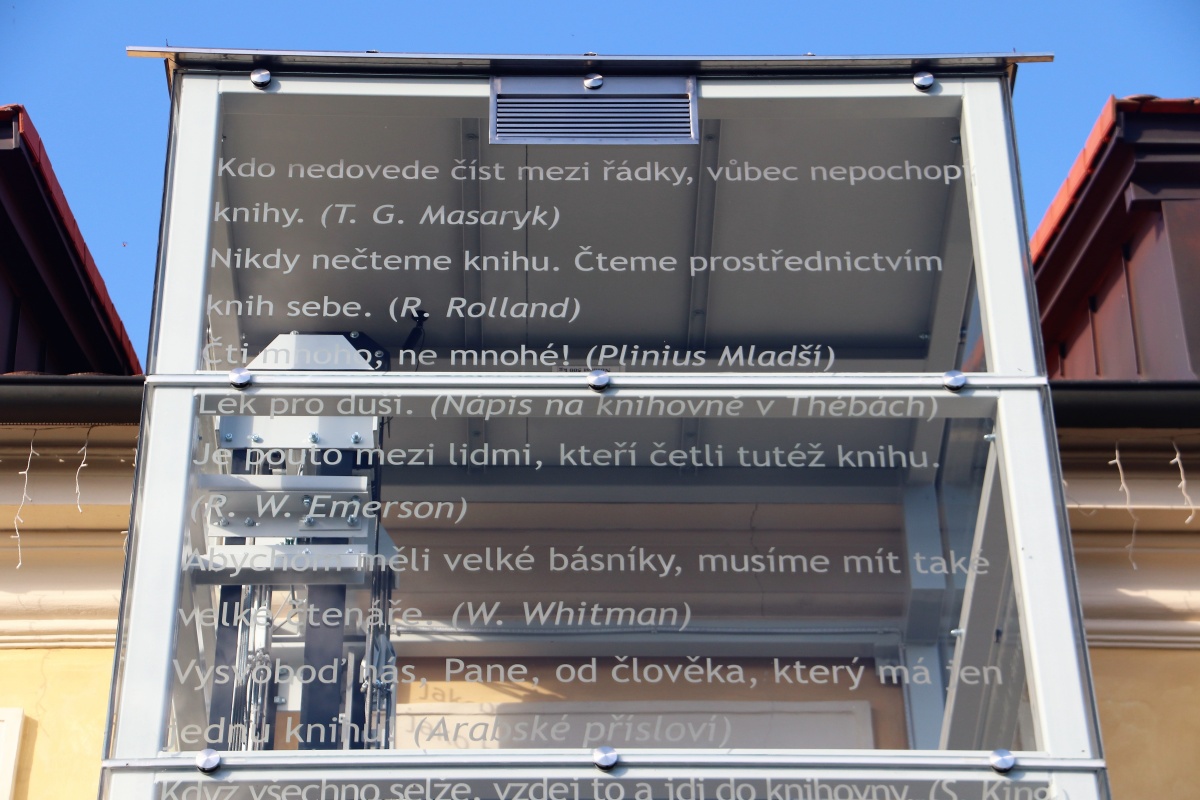 Kdo nedovede číst mezi řádky, vůbec nepochopí
knihy. (T. G. Masaryk)
Nikdy nečteme knihu. Čteme prostřednictvím
knih sebe. (R. Rolland)
Čti mnoho, ne mnohé! (Plinius Mladší)
Lék pro duši. (Nápis na knihovně v Thébách)
Je pouto mezi lidmi, kteří četli tutéž knihu.
(R. W. Emerson)
Abychom měli velké básníky, musíme mít také
velké čtenáře. (W. Whitman)
Vysvoboď nás, Pane, od člověka, který má jen
jednu knihu. (Arabské přísloví)
Když všechno selže, vzdej to a jdi do knihovny. (S. King